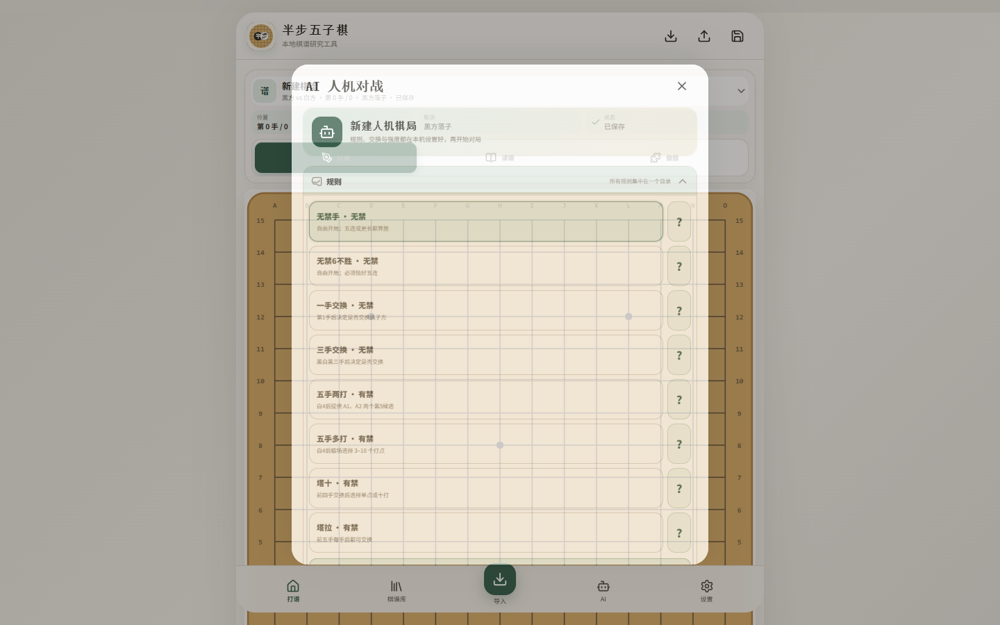 半步五子棋
本地棋谱研究工具
谱
新建棋谱
黑方 vs 白方 · 第 0 手 / 0 · 黑方落子 · 已保存
AI 人机对战
位置
第 0 手 / 0
轮次
黑方落子
状态
已保存
新建人机棋局
规则、交换与强度都在本机设置好，再开始对局
打谱
读谱
做题
规则
所有规则集中在一个目录
A B C D E F G H I J K L M N O
15 15
无禁手 · 无禁
自由开局；五连或更长都算胜
?
14 14
无禁6不胜 · 无禁
自由开局；必须恰好五连
?
13 13
一手交换 · 无禁
第1手后决定是否交换执子方
?
12 12
三手交换 · 无禁
黑白黑三手后决定是否交换
?
11 11
10 10
五手两打 · 有禁
白4后提供 A1、A2 两个黑5候选
?
9 9
五手多打 · 有禁
白4后临场选择 3–10 个打点
?
8 8
7 7
塔十 · 有禁
前四手交换后选择单点或十打
?
6 6
塔拉 · 有禁
前五手每手后都可交换
?
5 5
打谱
棋谱库
导入
AI
设置